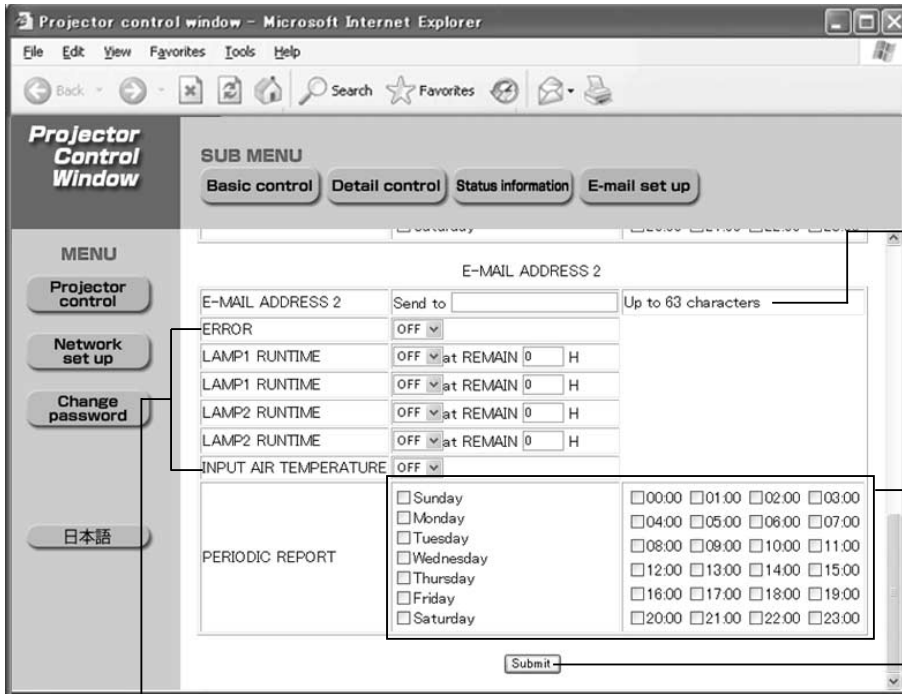 Projector control window - Microsoft Internet Explorer
File Edit View Favorites Tools Help
Back Search Favorites
Projector
Control
Window
SUB MENU
Basic control Detail control Status information E-mail set up
MENU
Projector
control
Network
set up
Change
password
日本語
E-MAIL ADDRESS 2
E-MAIL ADDRESS 2 Send to Up to 63 characters
ERROR OFF
LAMP1 RUNTIME OFF at REMAIN 0 H
LAMP1 RUNTIME OFF at REMAIN 0 H
LAMP2 RUNTIME OFF at REMAIN 0 H
LAMP2 RUNTIME OFF at REMAIN 0 H
INPUT AIR TEMPERATURE OFF
PERIODIC REPORT
Sunday
Monday
Tuesday
Wednesday
Thursday
Friday
Saturday
00:00 01:00 02:00 03:00
04:00 05:00 06:00 07:00
08:00 09:00 10:00 11:00
12:00 13:00 14:00 15:00
16:00 17:00 18:00 19:00
20:00 21:00 22:00 23:00
Submit